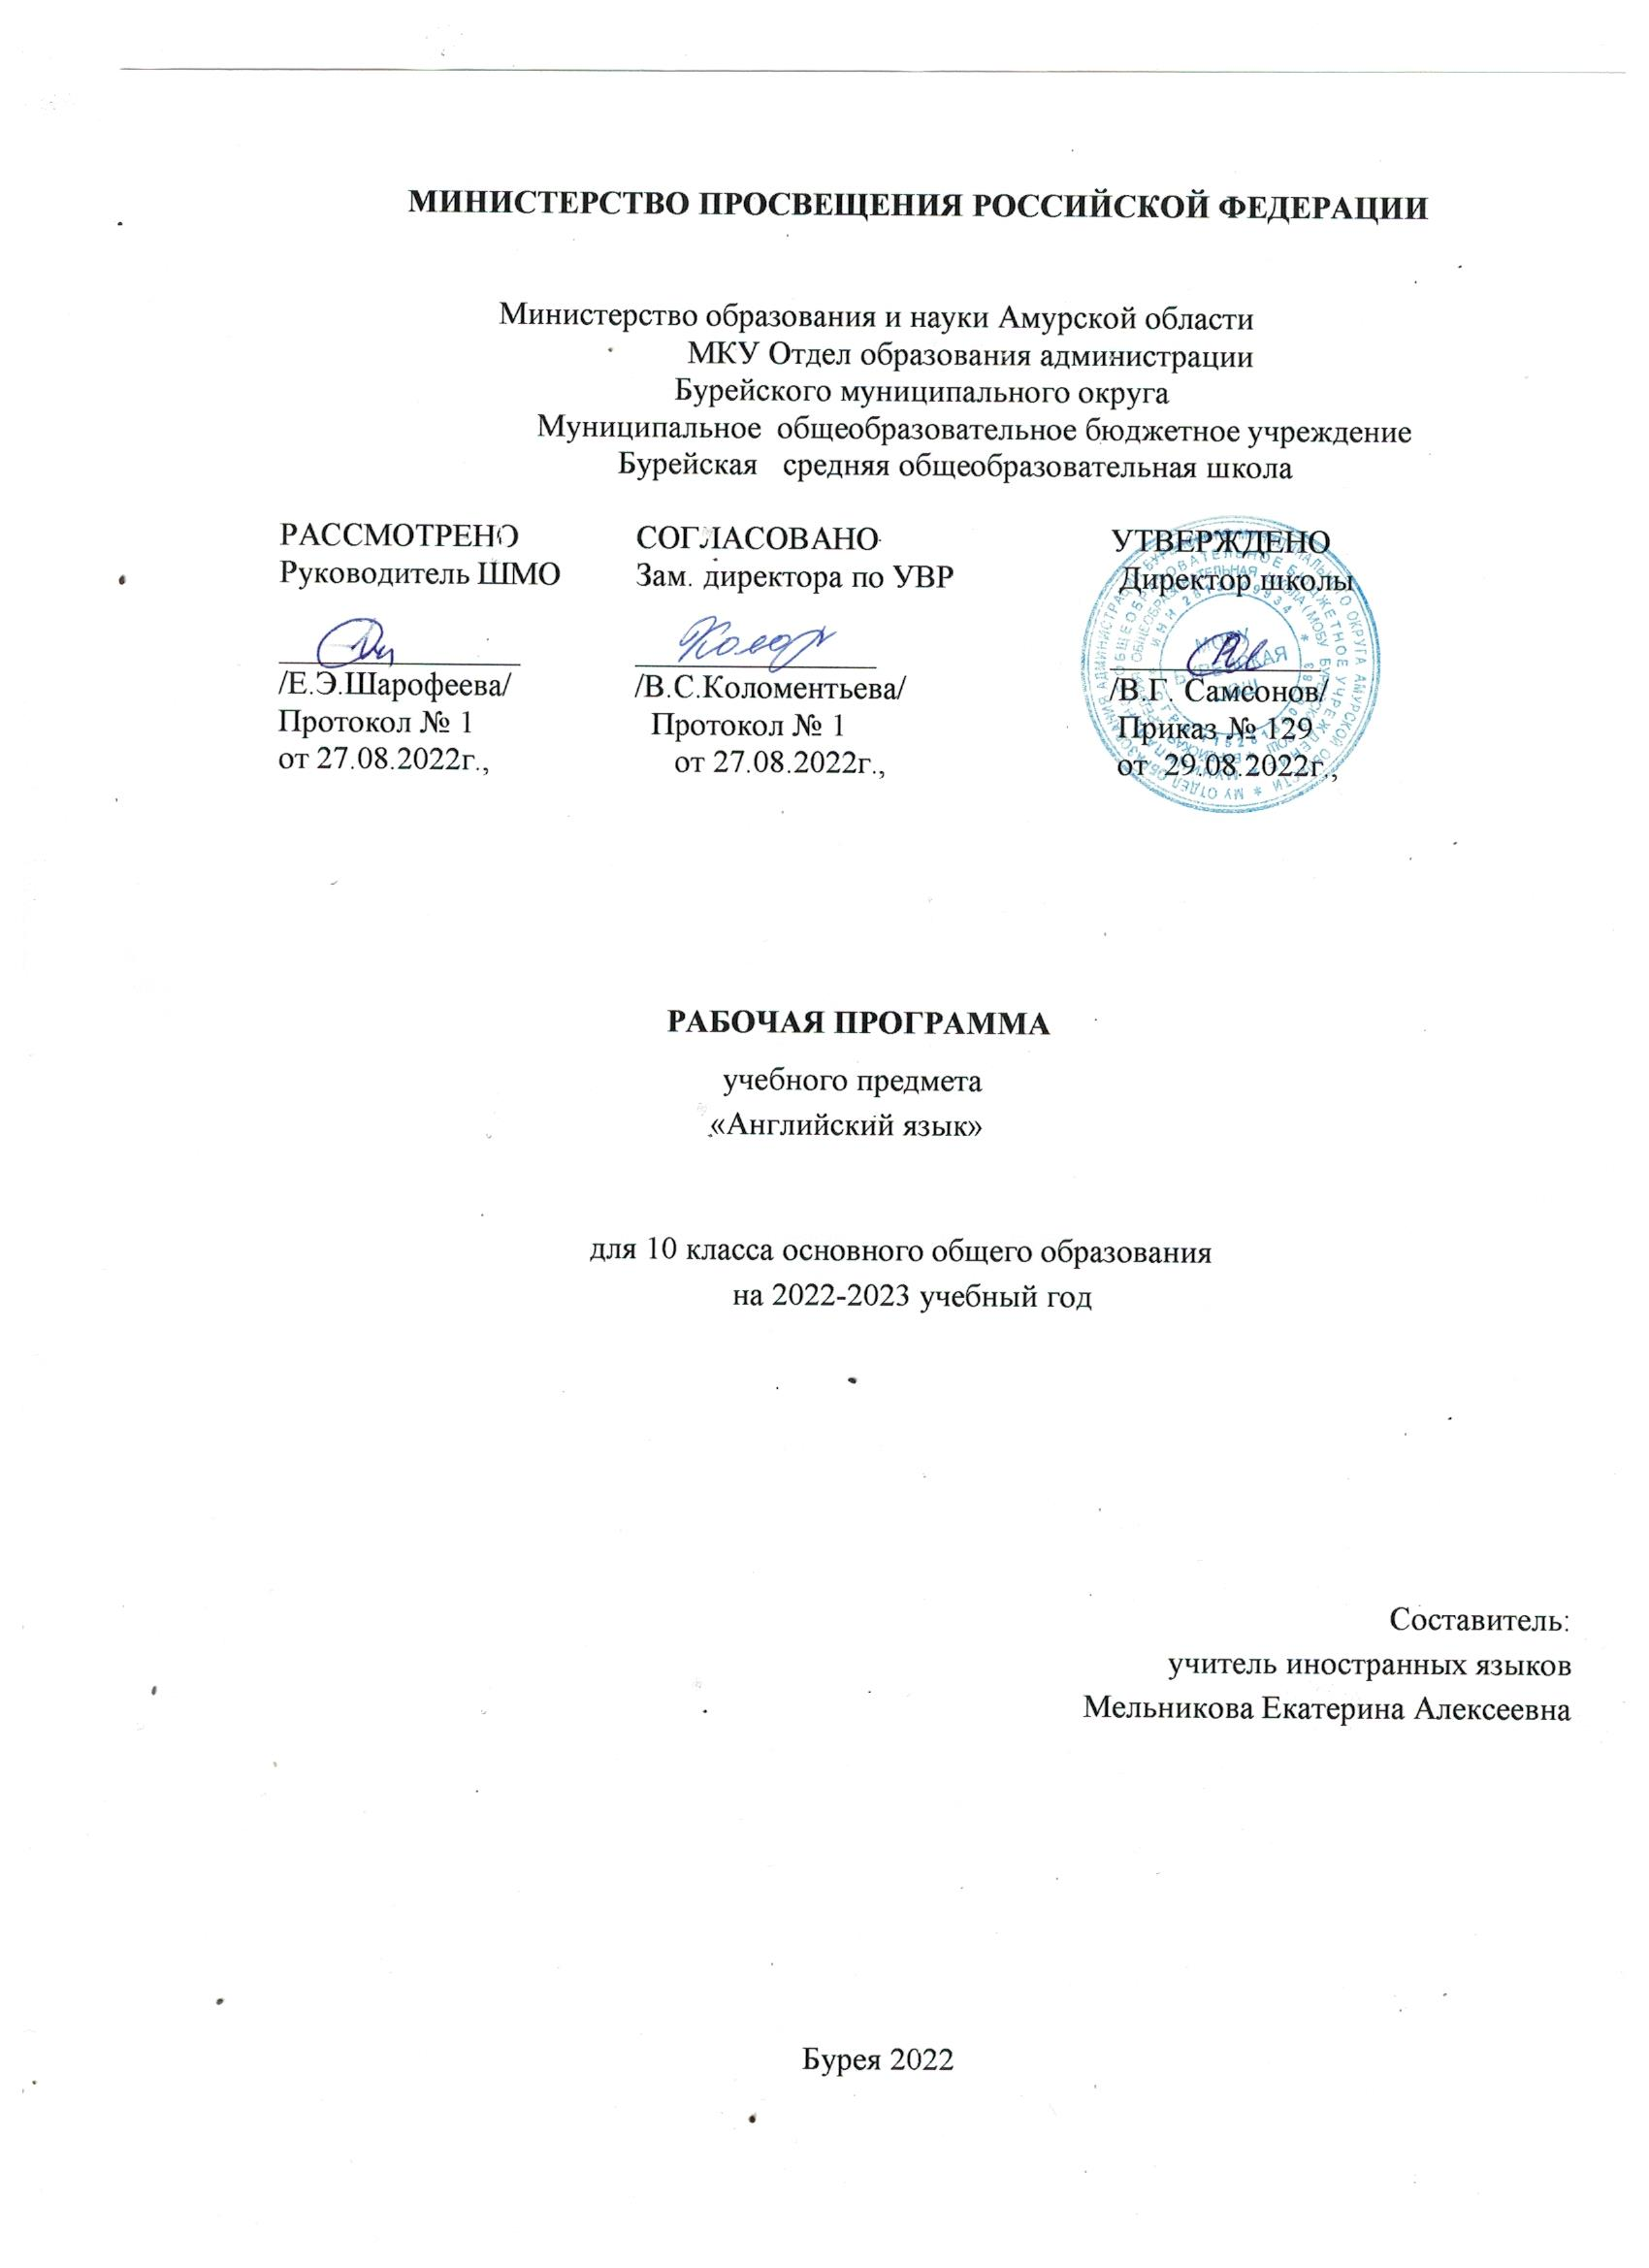 МИНИСТЕРСТВО ПРОСВЕЩЕНИЯ РОССИЙСКОЙ ФЕДЕРАЦИИ
Министерство образования и науки Амурской области
МКУ Отдел образования администрации
Бурейского муниципального округа
Муниципальное общеобразовательное бюджетное учреждение
Бурейская средняя общеобразовательная школа
РАССМОТРЕНО
Руководитель ШМО
/Е.Э.Шарофеева/
Протокол № 1
от 27.08.2022г.,
СОГЛАСОВАНО
Зам. директора по УВР
/В.С.Коломентьева/
Протокол № 1
от 27.08.2022г.,
УТВЕРЖДЕНО
Директор школы
/В.Г. Самсонов/
Приказ № 129
от 29.08.2022г.,
РАБОЧАЯ ПРОГРАММА
учебного предмета
«Английский язык»
для 10 класса основного общего образования
на 2022-2023 учебный год
Составитель:
учитель иностранных языков
Мельникова Екатерина Алексеевна
Бурея 2022